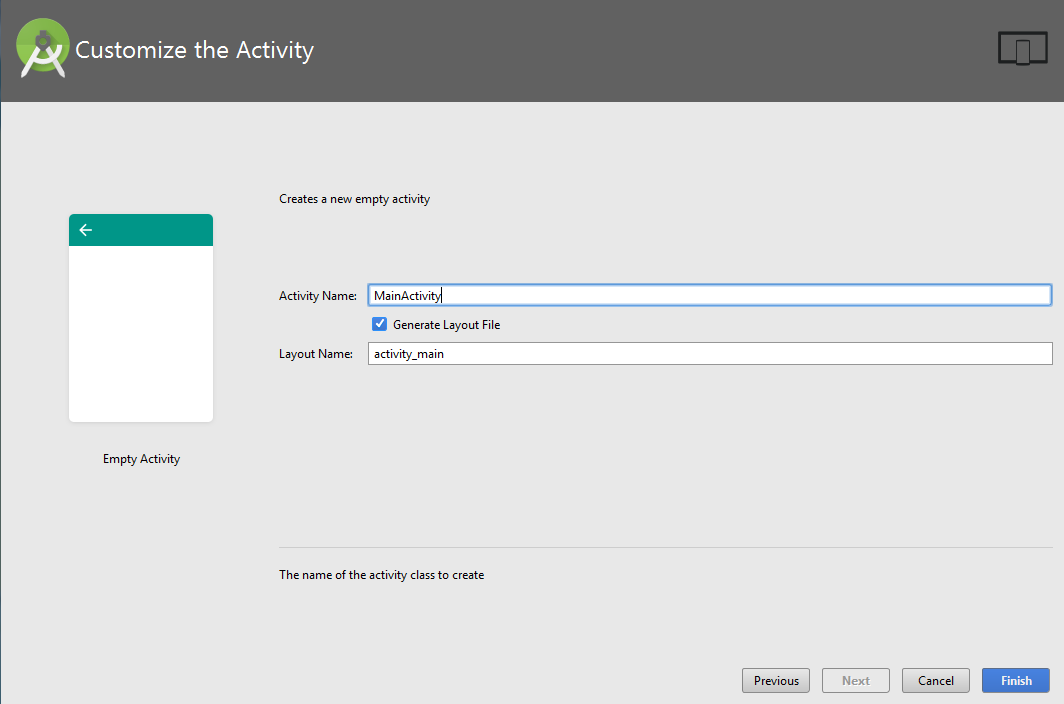 Customize the Activity
Creates a new empty activity
Activity Name: MainActivity
Generate Layout File
Layout Name: activity_main
Empty Activity
The name of the activity class to create
Previous Next Cancel Finish